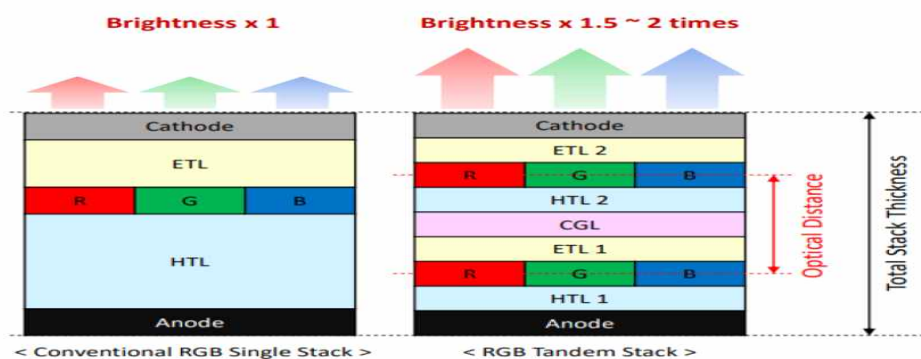 Brightness x 1
Brightness x 1.5 ~ 2 times
Cathode
ETL
R G B
HTL
Anode
< Conventional RGB Single Stack >
Cathode
ETL 2
R G B
HTL 2
CGL
ETL 1
R G B
HTL 1
Anode
< RGB Tandem Stack >
Optical Distance
Total Stack Thickness